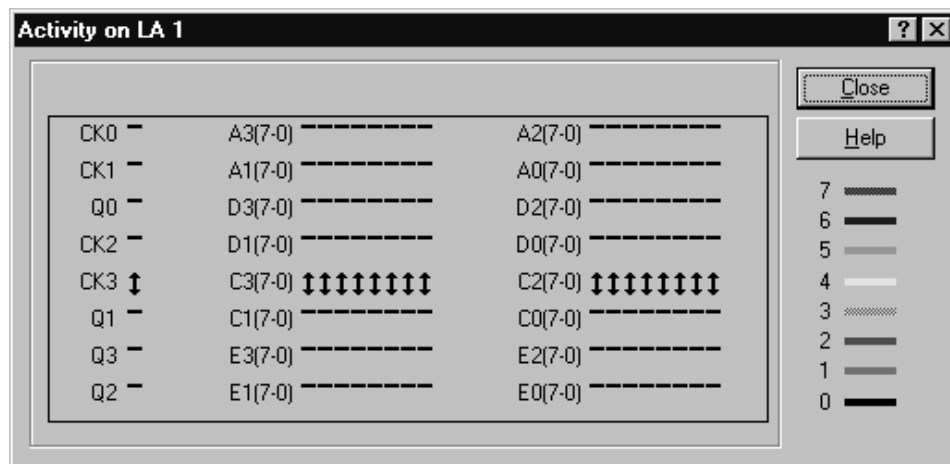 Activity on LA 1
Close
Help
CK0 A3(7-0) A2(7-0)
CK1 A1(7-0) A0(7-0)
Q0 D3(7-0) D2(7-0)
CK2 D1(7-0) D0(7-0)
CK3 C3(7-0) C2(7-0)
Q1 C1(7-0) C0(7-0)
Q3 E3(7-0) E2(7-0)
Q2 E1(7-0) E0(7-0)
7
6
5
4
3
2
1
0